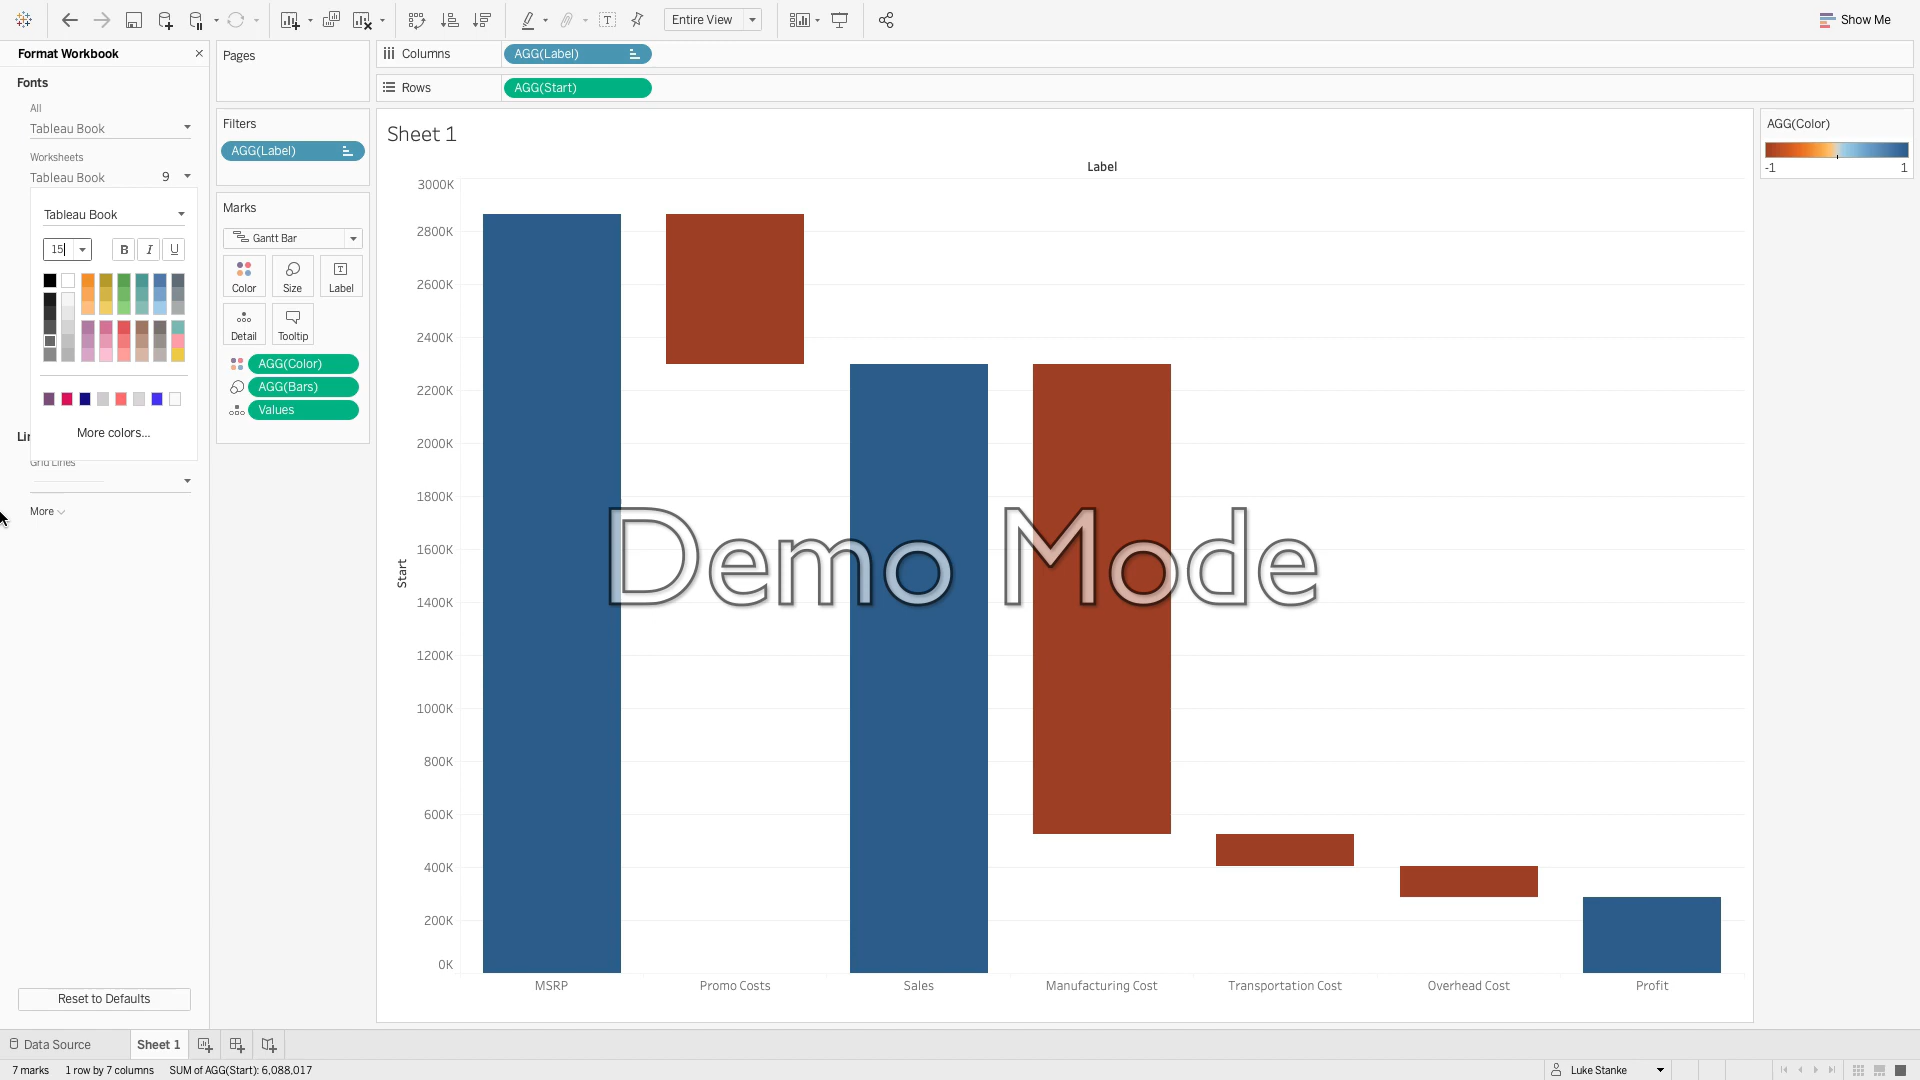 Entire View
Show Me
Format Workbook
Fonts
All
Tableau Book
Worksheets
Tableau Book 9
Tableau Book
15
B I U
More colors...
Grid Lines
More
Reset to Defaults
Pages
Filters
AGG(Label)
Marks
Gantt Bar
Color Size Label
Detail Tooltip
AGG(Color)
AGG(Bars)
Values
Columns AGG(Label)
Rows AGG(Start)
Sheet 1
Label
3000K
2800K
2600K
2400K
2200K
2000K
1800K
1600K
1400K
1200K
1000K
800K
600K
400K
200K
0K
Start
Demo Mode
MSRP Promo Costs Sales Manufacturing Cost Transportation Cost Overhead Cost Profit
AGG(Color)
-1 1
Data Source Sheet 1
7 marks 1 row by 7 columns SUM of AGG(Start): 6,088,017
Luke Stanke